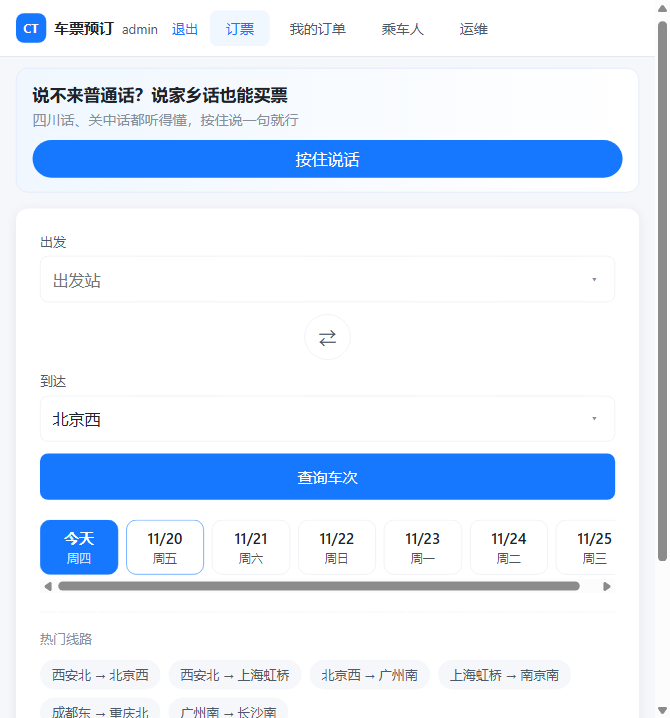 CT 车票预订 admin 退出 订票 我的订单 乘车人 运维
说不来普通话？说家乡话也能买票
四川话、关中话都听得懂，按住说一句就行
按住说话
出发
出发站
到达
北京西
查询车次
今天 11/20 11/21 11/22 11/23 11/24 11/25
周四 周五 周六 周日 周一 周二 周三
热门线路
西安北 → 北京西 西安北 → 上海虹桥 北京西 → 广州南 上海虹桥 → 南京南
成都东 → 重庆北 广州南 → 长沙南